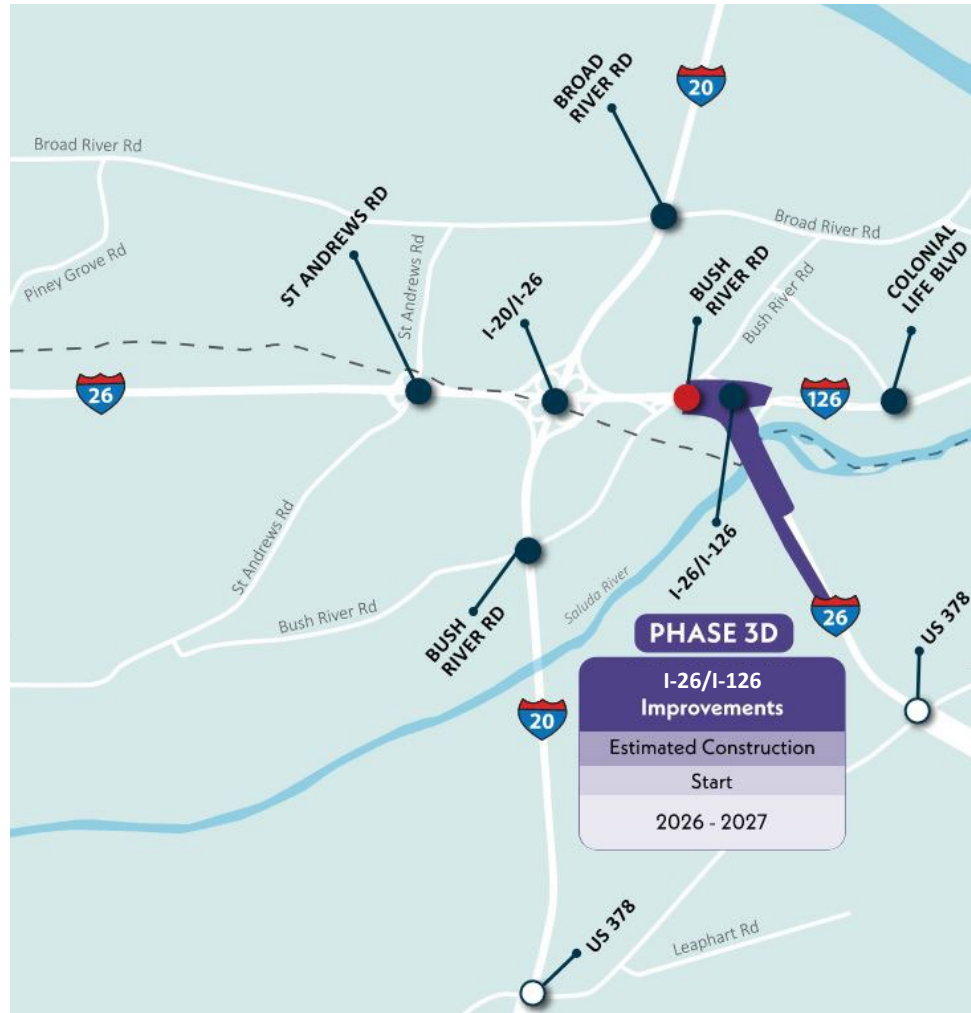 20
BROAD
RIVER RD
Broad River Rd
ST ANDREWS RD
Piney Grove Rd
St Andrews Rd
I-20/I-26
BUSH
RIVER RD
Broad River Rd
Bush River Rd
COLONIAL
LIFE BLVD
26
126
St Andrews Rd
I-26/I-126
Saluda River
Bush River Rd
BUSH
RIVER RD
26
US 378
PHASE 3D
I-26/I-126
Improvements
Estimated Construction
Start
2026 - 2027
20
US 378
Leaphart Rd